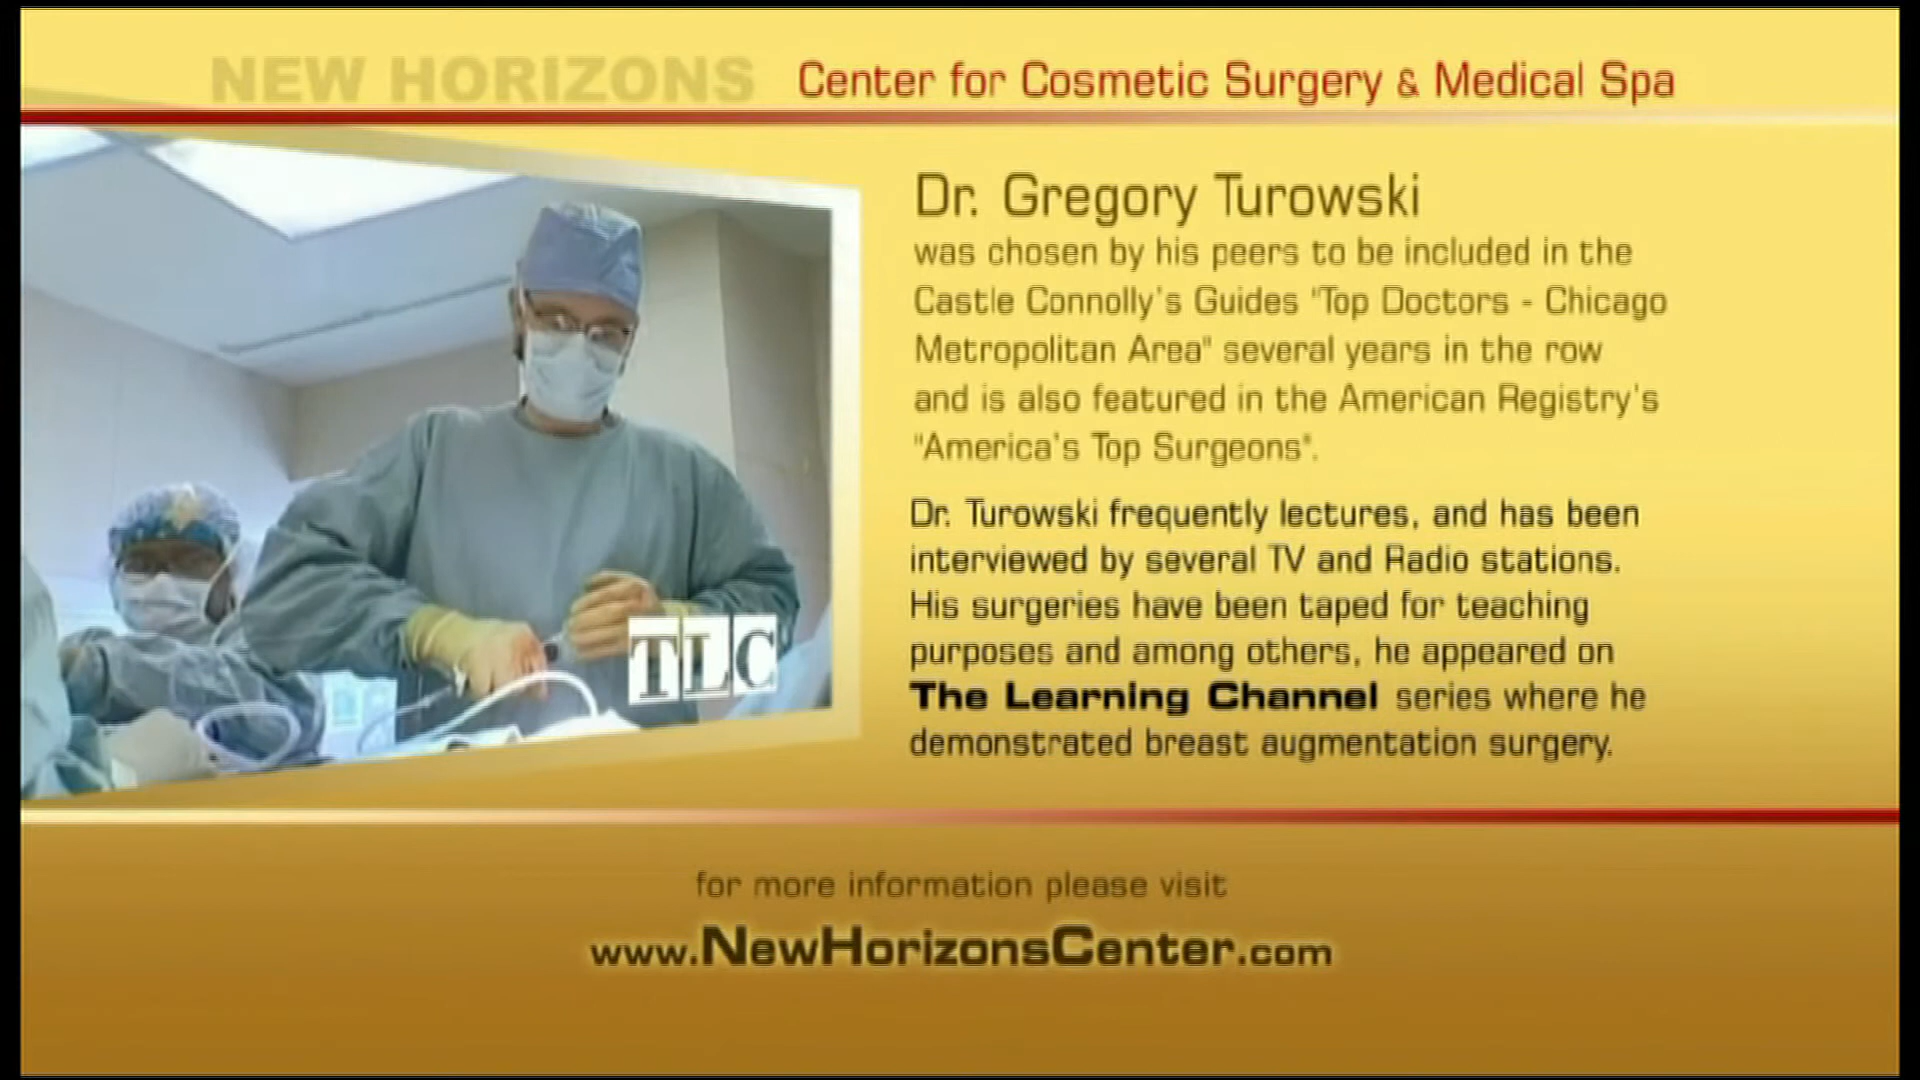 NEW HORIZONS Center for Cosmetic Surgery & Medical Spa
Dr. Gregory Turowski
was chosen by his peers to be included in the
Castle Connolly's Guides "Top Doctors - Chicago
Metropolitan Area" several years in the row
and is also featured in the American Registry's
"America's Top Surgeons".
Dr. Turowski frequently lectures, and has been
interviewed by several TV and Radio stations.
His surgeries have been taped for teaching
purposes and among others, he appeared on
The Learning Channel series where he
demonstrated breast augmentation surgery.
TLC
for more information please visit
www.NewHorizonsCenter.com